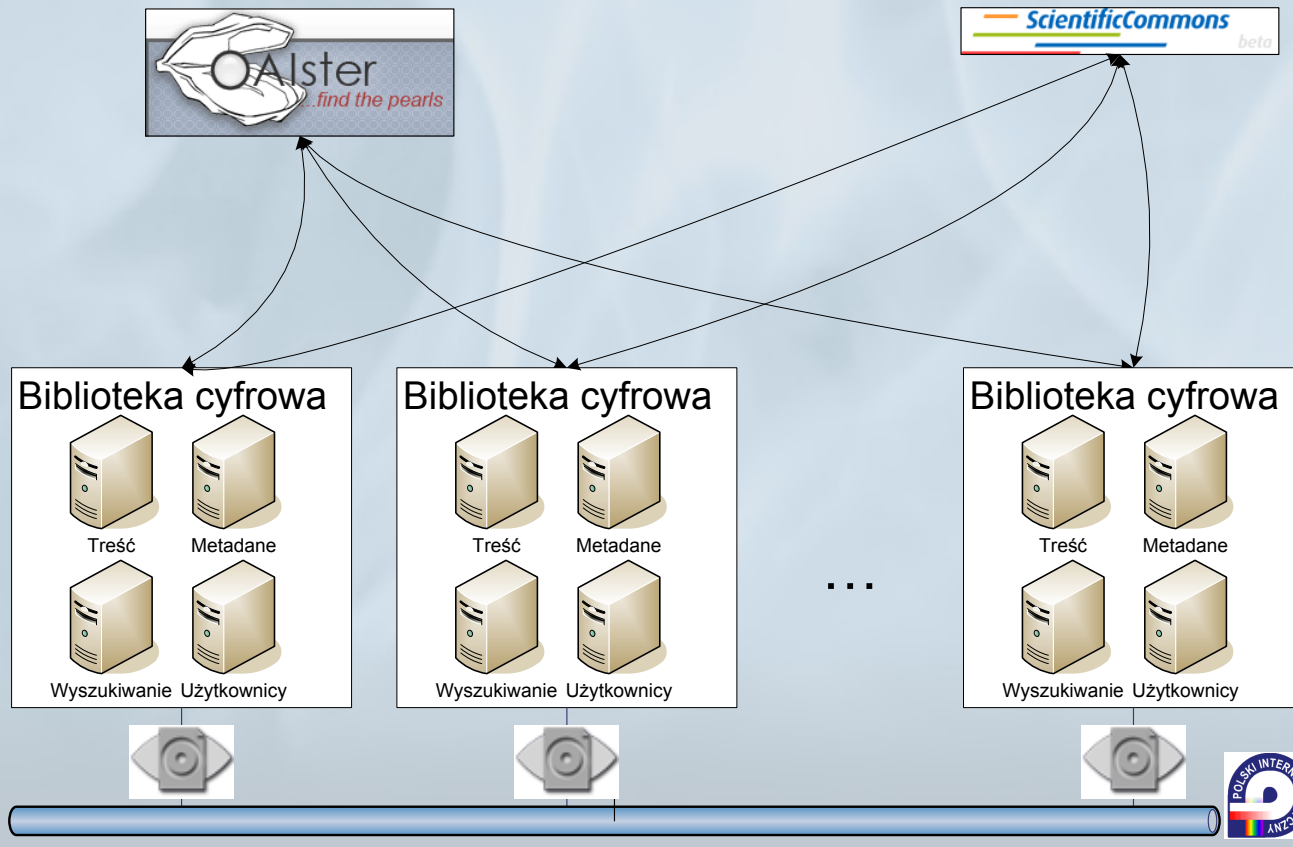 OAIster
...find the pearls
ScientificCommons
beta
Biblioteka cyfrowa
Treść Metadane
Wyszukiwanie Użytkownicy
Biblioteka cyfrowa
Treść Metadane
Wyszukiwanie Użytkownicy
...
Biblioteka cyfrowa
Treść Metadane
Wyszukiwanie Użytkownicy
POLSKI